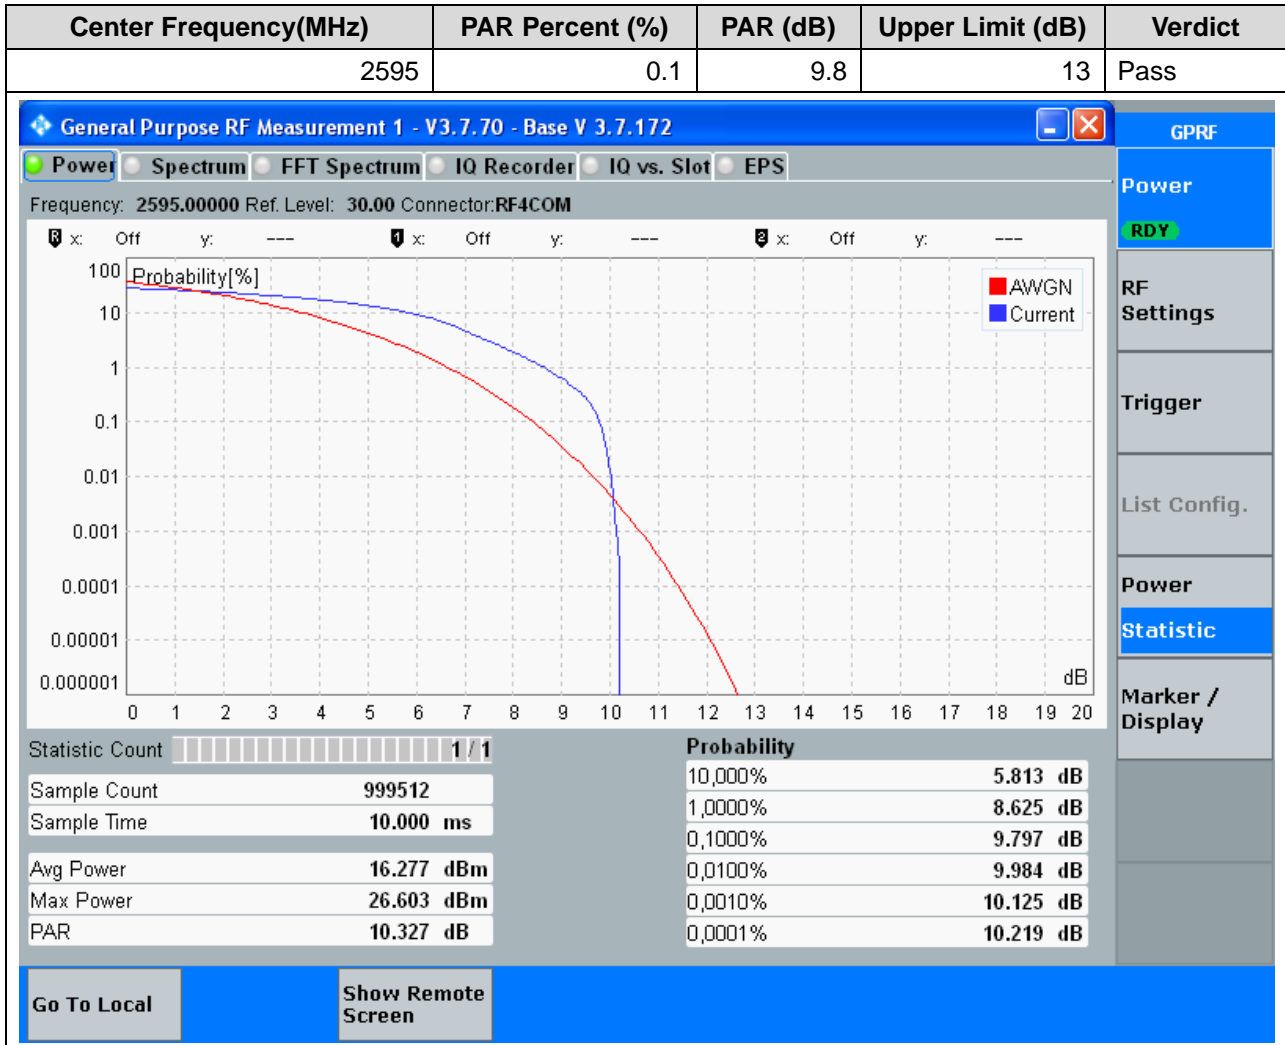 Center Frequency(MHz) PAR Percent (%) PAR (dB) Upper Limit (dB) Verdict
2595 0.1 9.8 13 Pass
General Purpose RF Measurement 1 - V3.7.70 - Base V 3.7.172
GPRF
Power Spectrum FFT Spectrum IQ Recorder IQ vs. Slot EPS
Power
RDY
Frequency: 2595.00000 Ref. Level: 30.00 Connector:RF4COM
R x: Off y: --- 1 x: Off y: --- 2 x: Off y: ---
Probability[%]
AWGN
Current
100
10
1
0.1
0.01
0.001
0.0001
0.00001
0.000001
dB
0 1 2 3 4 5 6 7 8 9 10 11 12 13 14 15 16 17 18 19 20
RF
Settings
Trigger
List Config.
Power
Statistic
Marker /
Display
Statistic Count 1 / 1
Sample Count 999512
Sample Time 10.000 ms
Avg Power 16.277 dBm
Max Power 26.603 dBm
PAR 10.327 dB
Probability
10,000% 5.813 dB
1,0000% 8.625 dB
0,1000% 9.797 dB
0,0100% 9.984 dB
0,0010% 10.125 dB
0,0001% 10.219 dB
Go To Local
Show Remote
Screen